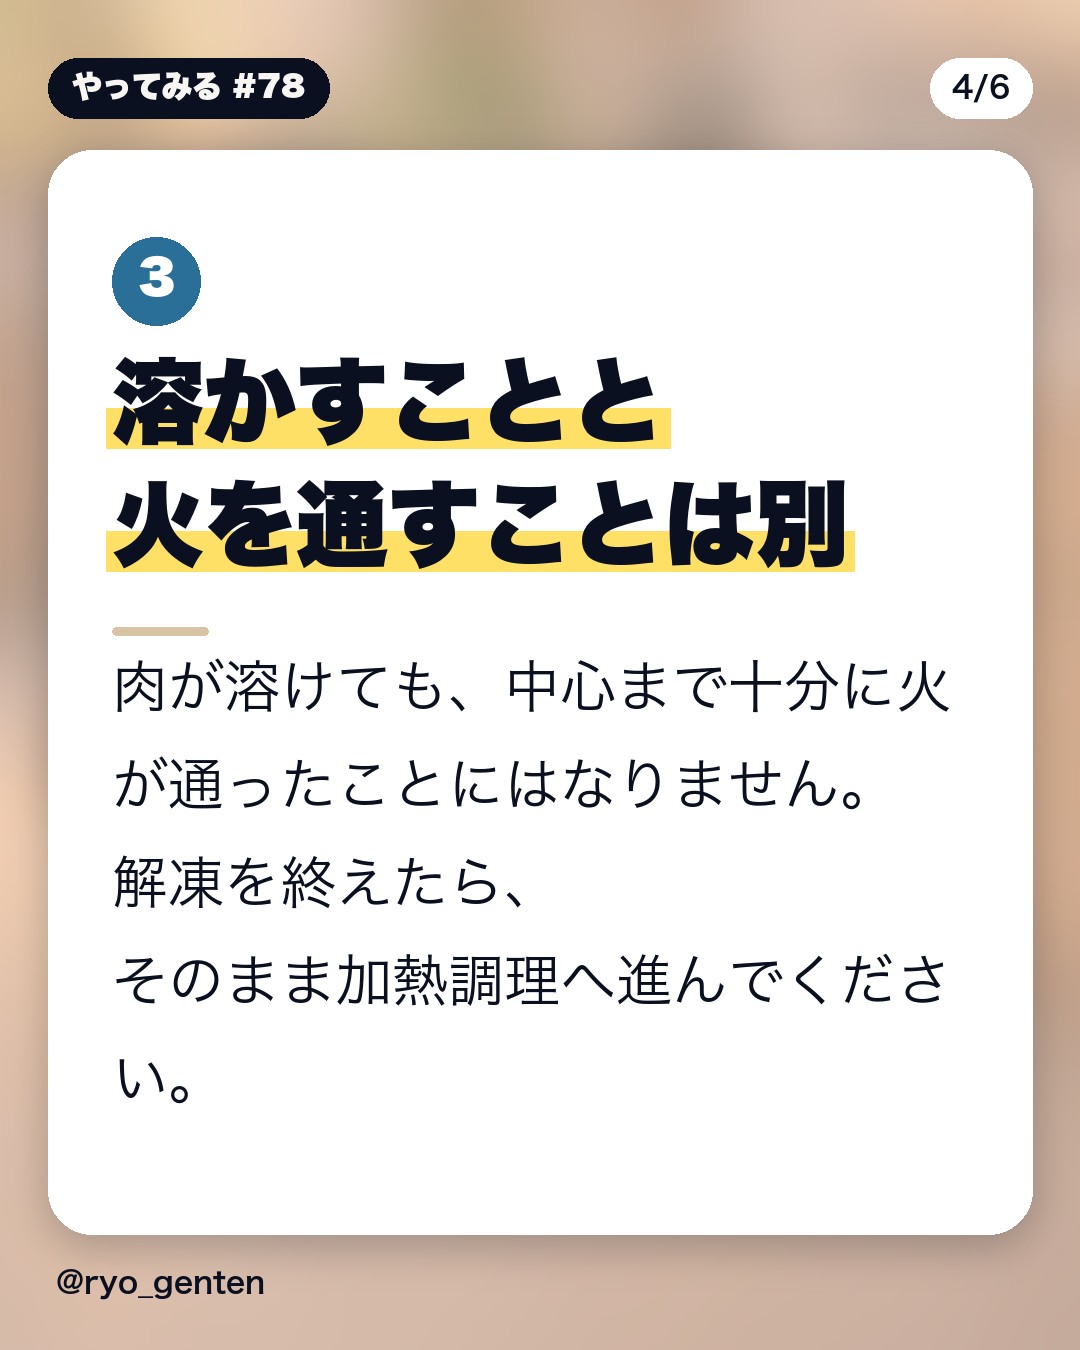 やってみる #78
4/6
3
溶かすことと
火を通すことは別
肉が溶けても、中心まで十分に火
が通ったことにはなりません。
解凍を終えたら、
そのまま加熱調理へ進んでくださ
い。
@ryo_genten